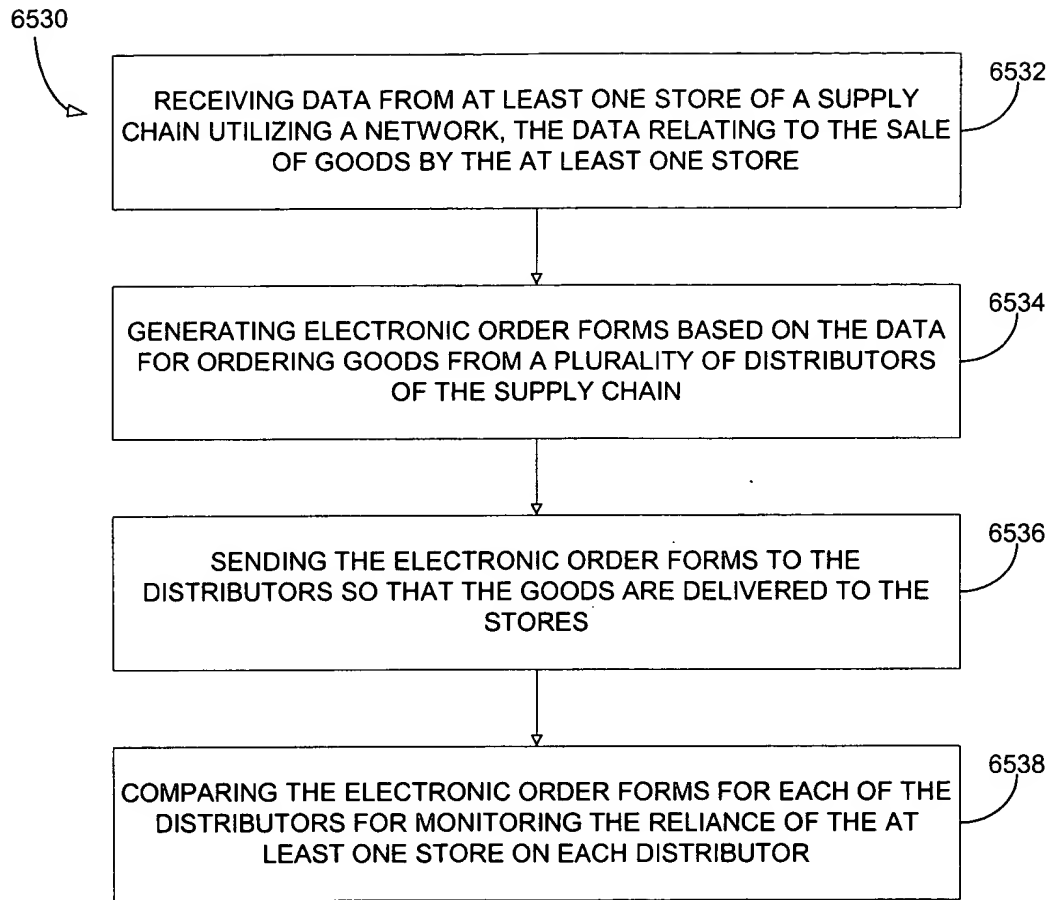 6530
6532
RECEIVING DATA FROM AT LEAST ONE STORE OF A SUPPLY
CHAIN UTILIZING A NETWORK, THE DATA RELATING TO THE SALE
OF GOODS BY THE AT LEAST ONE STORE
6534
GENERATING ELECTRONIC ORDER FORMS BASED ON THE DATA
FOR ORDERING GOODS FROM A PLURALITY OF DISTRIBUTORS
OF THE SUPPLY CHAIN
6536
SENDING THE ELECTRONIC ORDER FORMS TO THE
DISTRIBUTORS SO THAT THE GOODS ARE DELIVERED TO THE
STORES
6538
COMPARING THE ELECTRONIC ORDER FORMS FOR EACH OF THE
DISTRIBUTORS FOR MONITORING THE RELIANCE OF THE AT
LEAST ONE STORE ON EACH DISTRIBUTOR